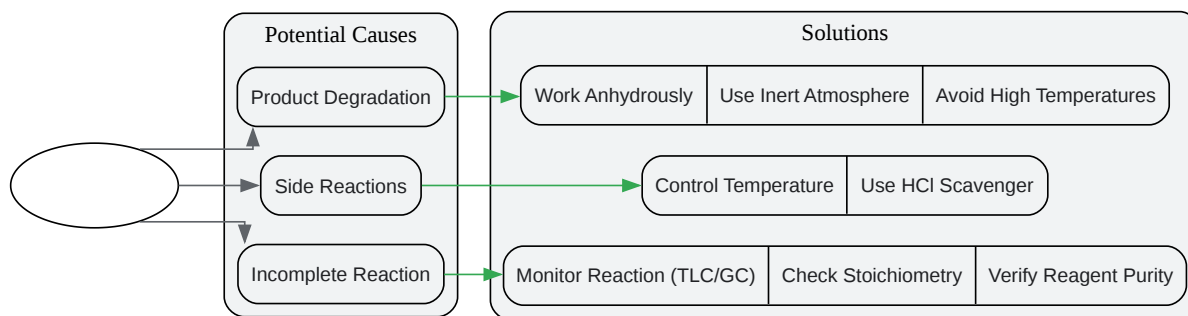 Potential Causes
Solutions
Product Degradation
Work Anhydrously
Use Inert Atmosphere
Avoid High Temperatures
Side Reactions
Control Temperature
Use HCl Scavenger
Incomplete Reaction
Monitor Reaction (TLC/GC)
Check Stoichiometry
Verify Reagent Purity